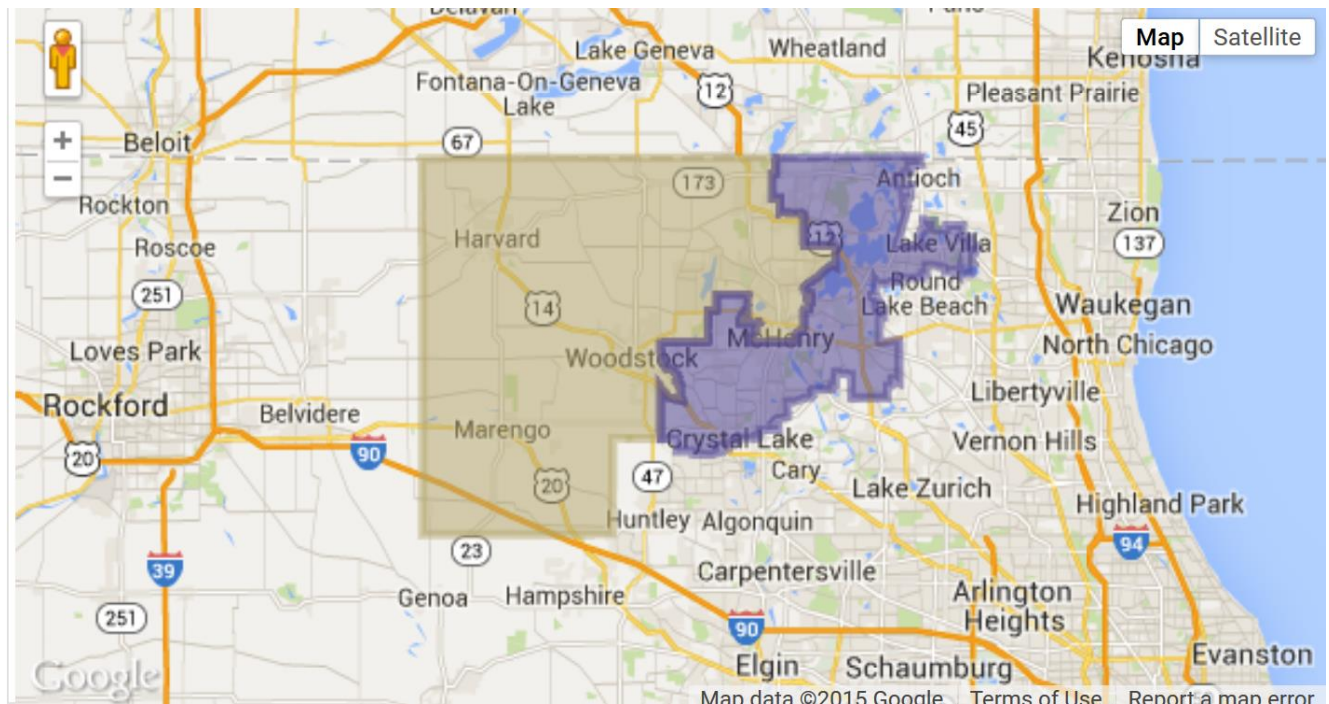 Delavan
Lake Geneva
Wheatland
Map
Satellite
Kenosha
Fontana-On-Geneva
Lake
12
Pleasant Prairie
+
−
Beloit
67
45
Rockton
173
Antioch
Zion
Roscoe
Harvard
12
Lake Villa
137
251
14
Round
Lake Beach
Waukegan
Loves Park
Woodstock
McHenry
North Chicago
Rockford
Belvidere
Libertyville
Marengo
Crystal Lake
Vernon Hills
20
90
20
47
Cary
Lake Zurich
Highland Park
Huntley
Algonquin
39
23
94
Carpentersville
251
Genoa
Hampshire
Arlington
Heights
90
Google
Elgin
Schaumburg
Evanston
Map data ©2015 Google
Terms of Use
Report a map error